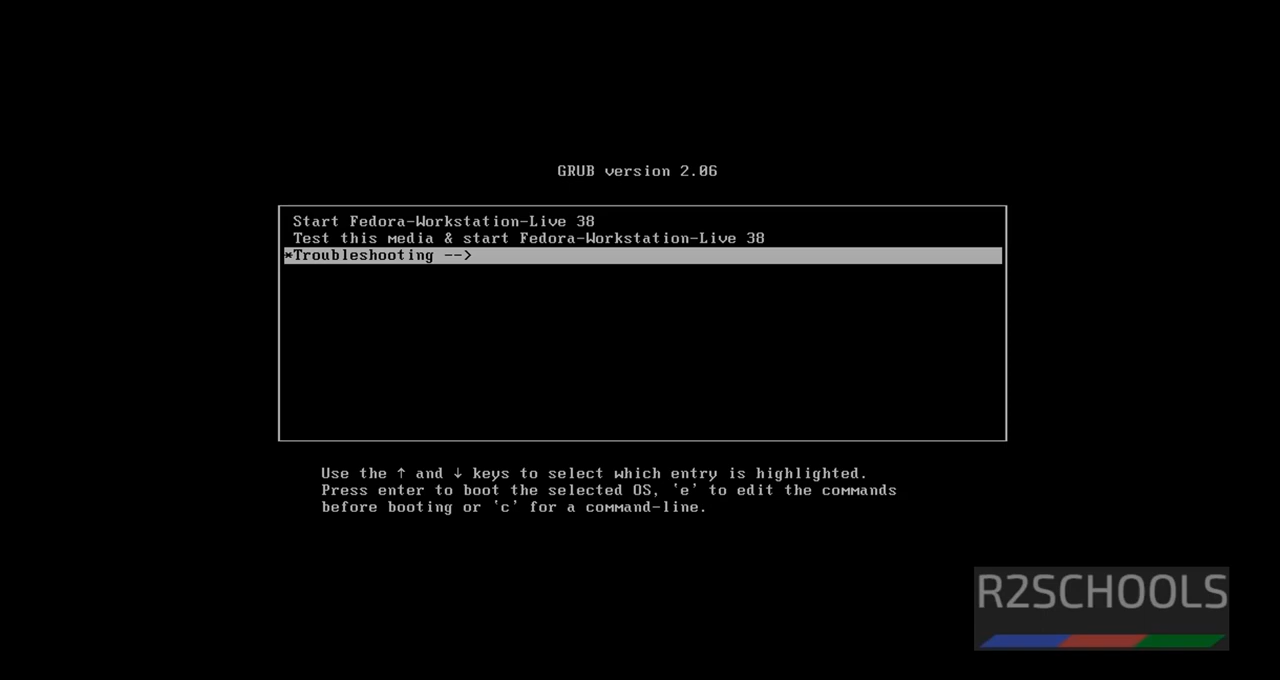 GRUB version 2.06
Start Fedora-Workstation-Live 38
Test this media & start Fedora-Workstation-Live 38
*Troubleshooting -->
Use the ↑ and ↓ keys to select which entry is highlighted.
Press enter to boot the selected OS, `e' to edit the commands
before booting or `c' for a command-line.
R2SCHOOLS